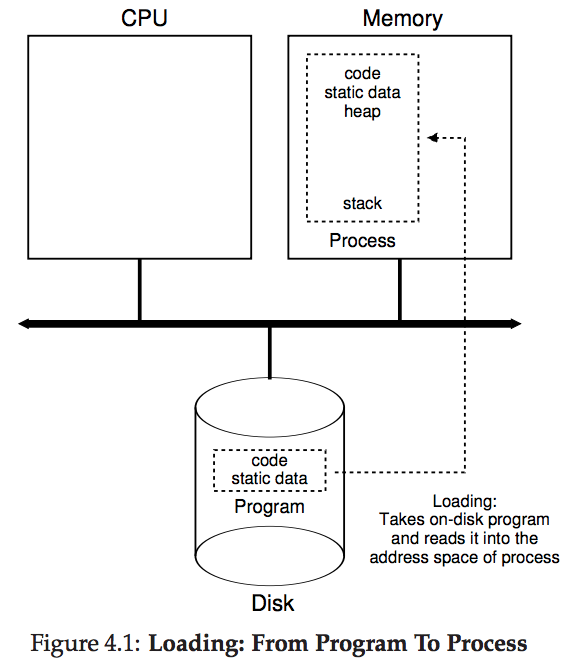 CPU
Memory
code
static data
heap
stack
Process
code
static data
Program
Loading:
Takes on-disk program
and reads it into the
address space of process
Disk
Figure 4.1: Loading: From Program To Process